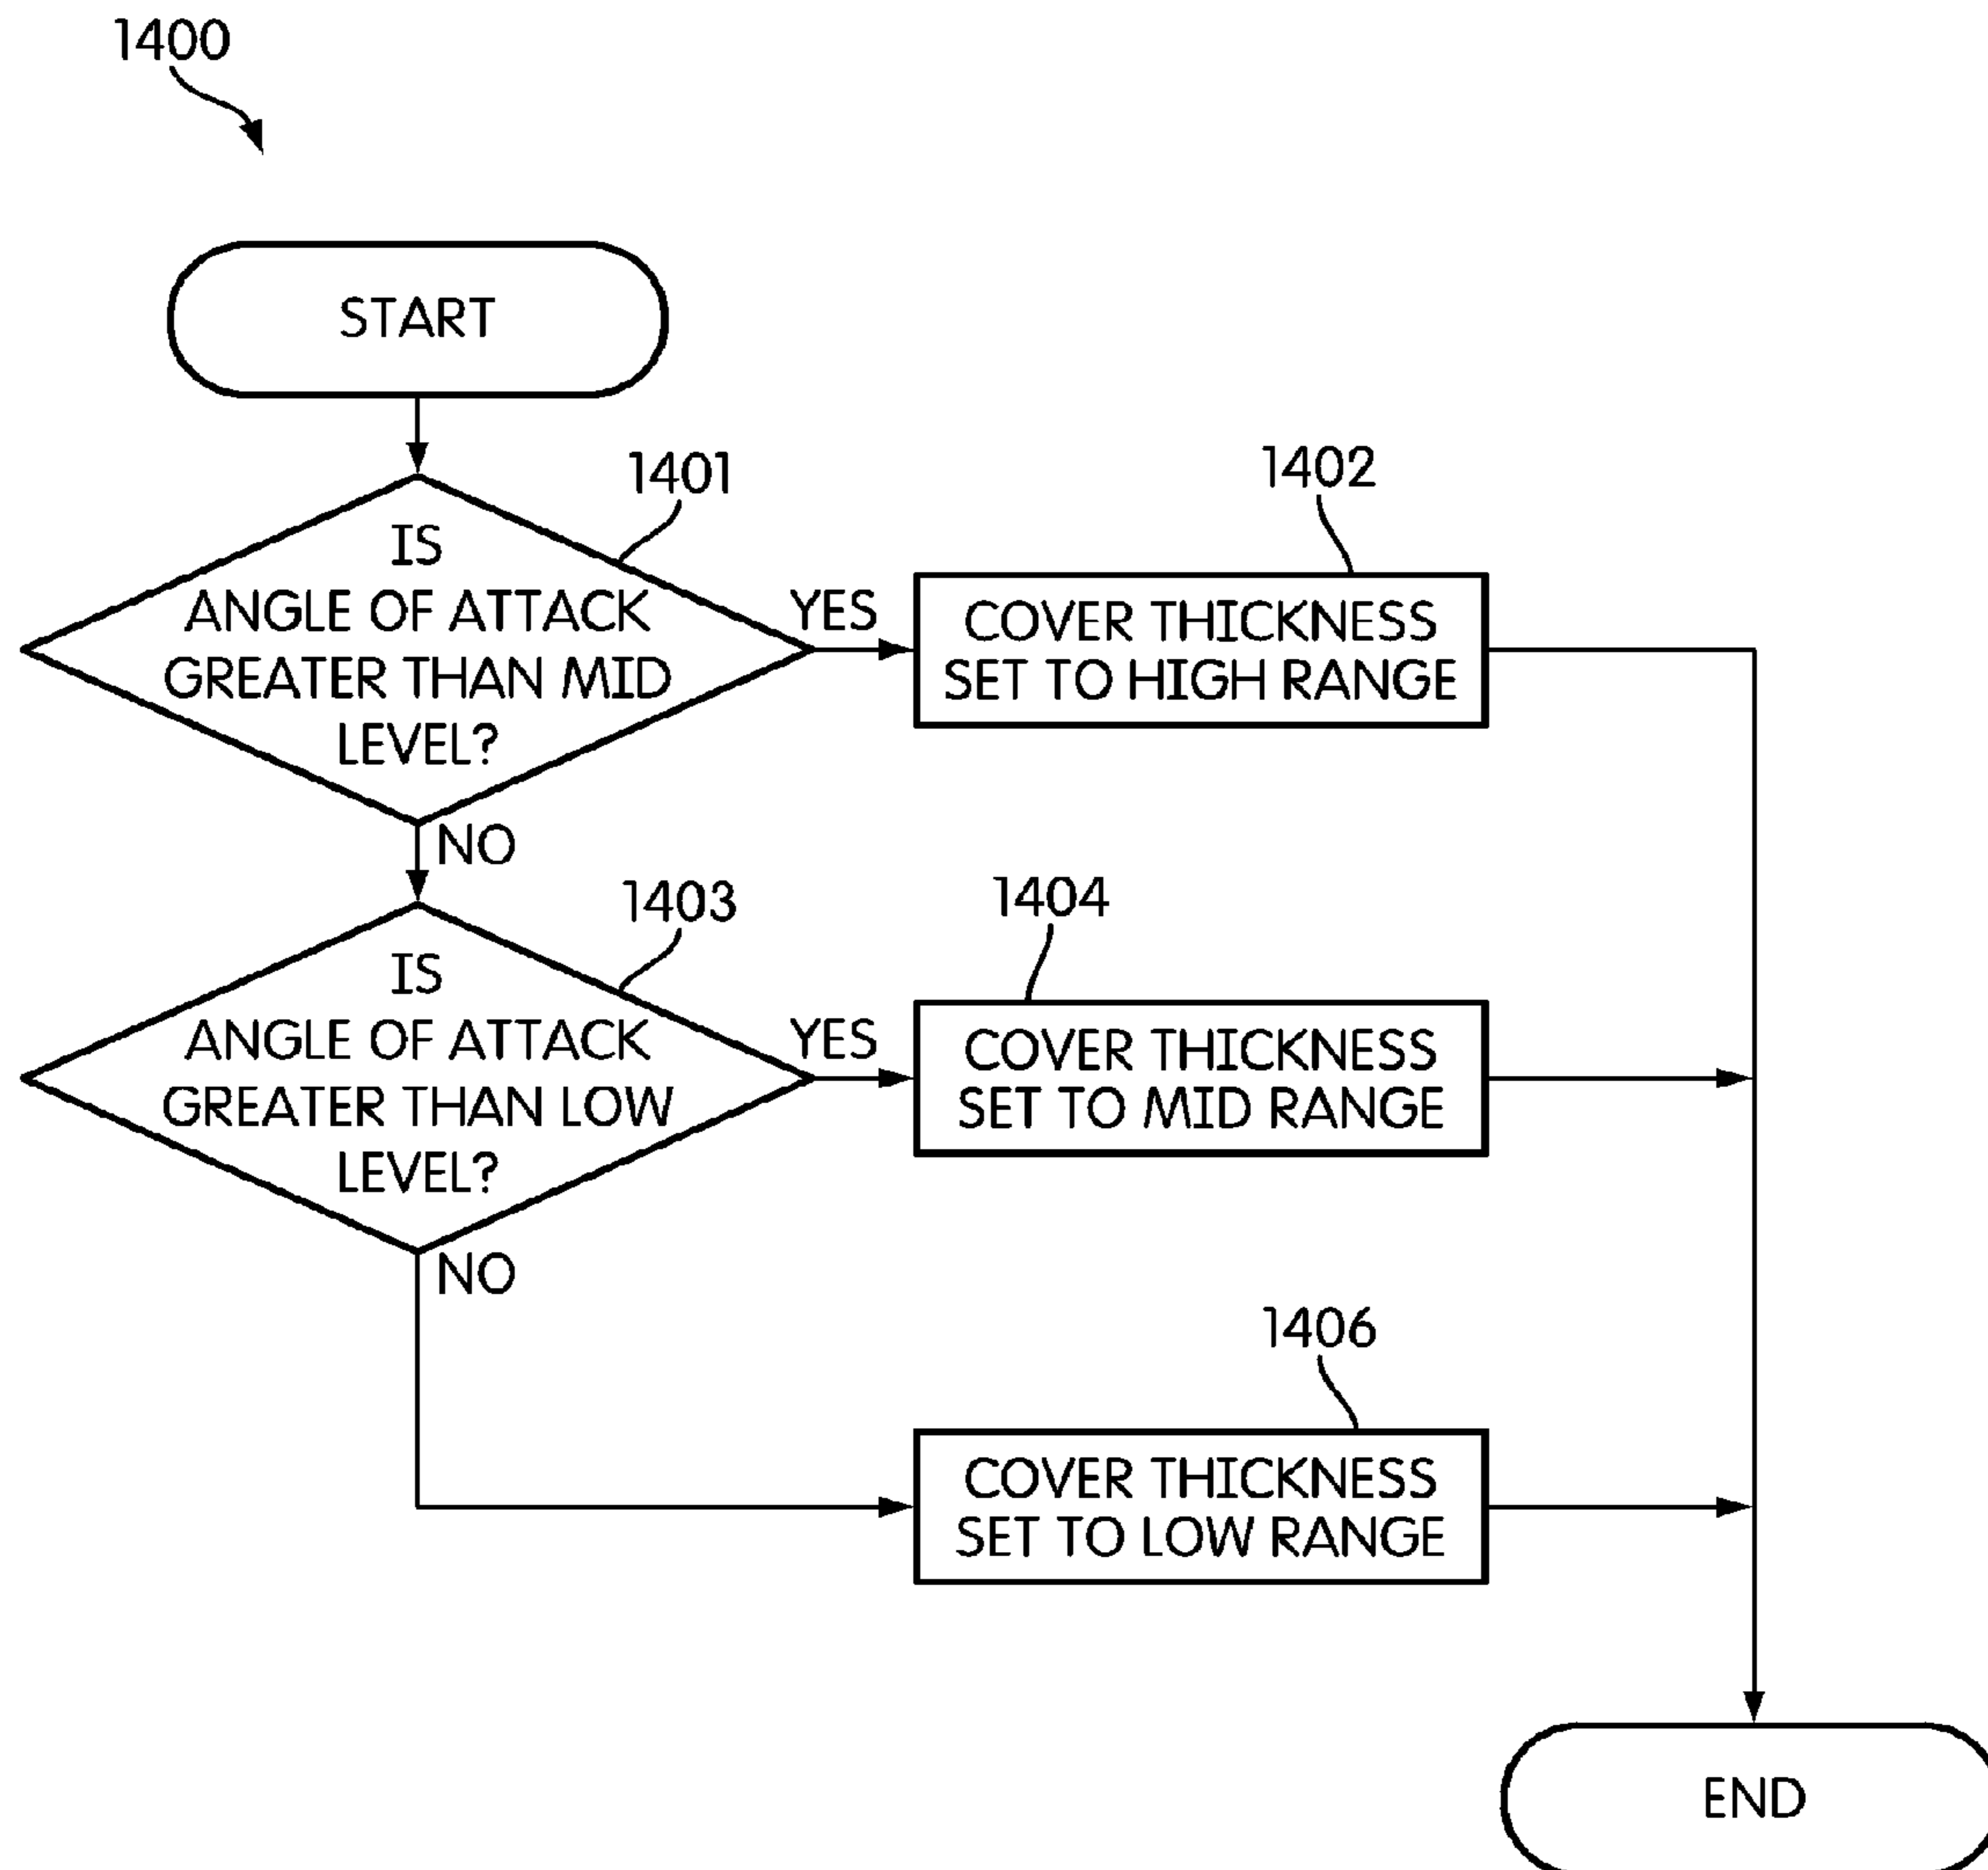 1400
START
1401
IS
ANGLE OF ATTACK
GREATER THAN MID
LEVEL?
YES
1402
COVER THICKNESS
SET TO HIGH RANGE
NO
1403
IS
ANGLE OF ATTACK
GREATER THAN LOW
LEVEL?
YES
1404
COVER THICKNESS
SET TO MID RANGE
NO
1406
COVER THICKNESS
SET TO LOW RANGE
END